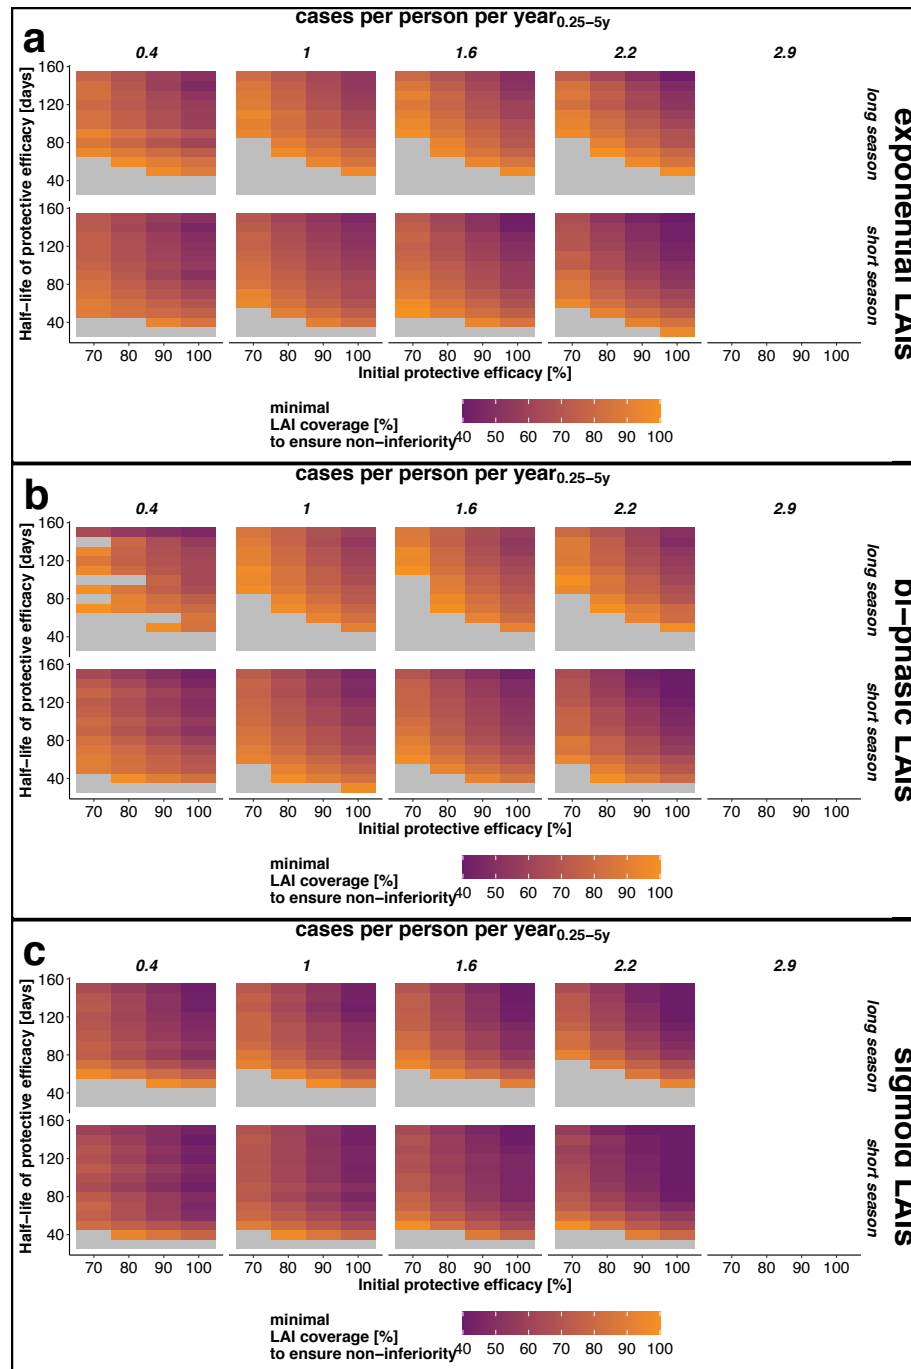 a
cases per person per year0.25−5y
0.4 1 1.6 2.2 2.9
Half−life of protective efficacy [days]
160
120
80
40
long season
160
120
80
40
short season
exponential LAIs
70 80 90 100 70 80 90 100 70 80 90 100 70 80 90 100 70 80 90 100
Initial protective efficacy [%]
minimal
LAI coverage [%]
to ensure non−inferiority
40 50 60 70 80 90 100
b
cases per person per year0.25−5y
0.4 1 1.6 2.2 2.9
Half−life of protective efficacy [days]
160
120
80
40
long season
160
120
80
40
short season
bi−phasic LAIs
70 80 90 100 70 80 90 100 70 80 90 100 70 80 90 100 70 80 90 100
Initial protective efficacy [%]
minimal
LAI coverage [%]
to ensure non−inferiority
40 50 60 70 80 90 100
c
cases per person per year0.25−5y
0.4 1 1.6 2.2 2.9
Half−life of protective efficacy [days]
160
120
80
40
long season
160
120
80
40
short season
sigmoid LAIs
70 80 90 100 70 80 90 100 70 80 90 100 70 80 90 100 70 80 90 100
Initial protective efficacy [%]
minimal
LAI coverage [%]
to ensure non−inferiority
40 50 60 70 80 90 100